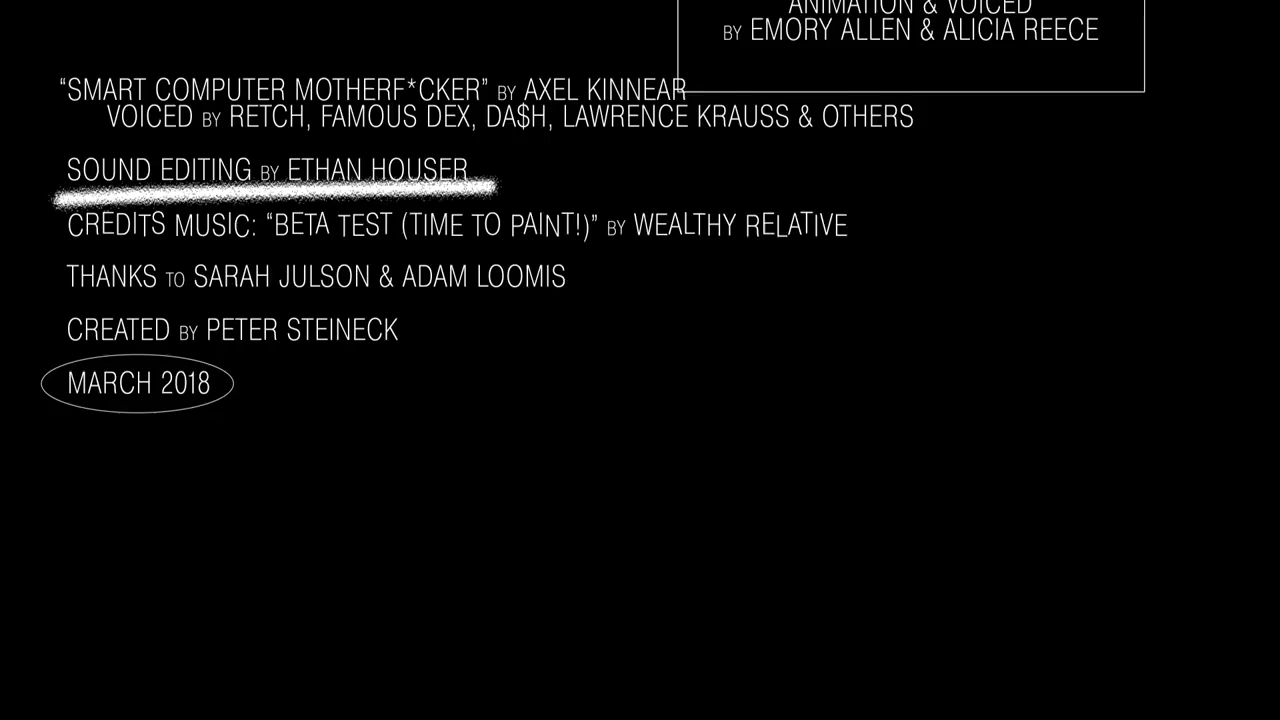 ANIMATION & VOICED
BY EMORY ALLEN & ALICIA REECE
“SMART COMPUTER MOTHERF*CKER” BY AXEL KINNEAR
VOICED BY RETCH, FAMOUS DEX, DA$H, LAWRENCE KRAUSS & OTHERS
SOUND EDITING BY ETHAN HOUSER
CREDITS MUSIC: “BETA TEST (TIME TO PAINT!)” BY WEALTHY RELATIVE
THANKS TO SARAH JULSON & ADAM LOOMIS
CREATED BY PETER STEINECK
MARCH 2018